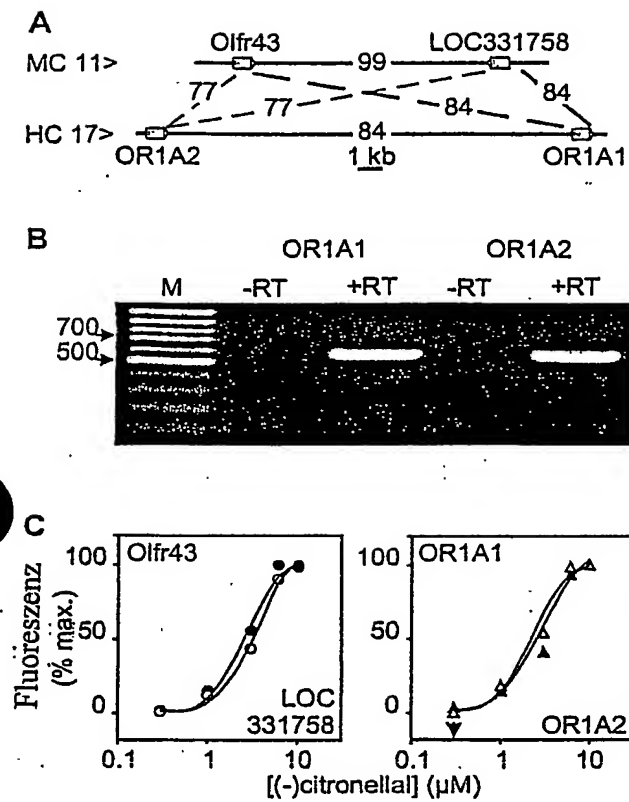 A
Olfr43 LOC331758
MC 11> 99
77 77 84 84
HC 17> 84
OR1A2 1 kb OR1A1
B
OR1A1 OR1A2
M -RT +RT -RT +RT
700
500
C
Olfr43 OR1A1
100 100
50 50
0 0
Fluoreszenz
(% max.)
LOC
331758 OR1A2
0.1 1 10 0.1 1 10
[(-)citronellal] (µM)